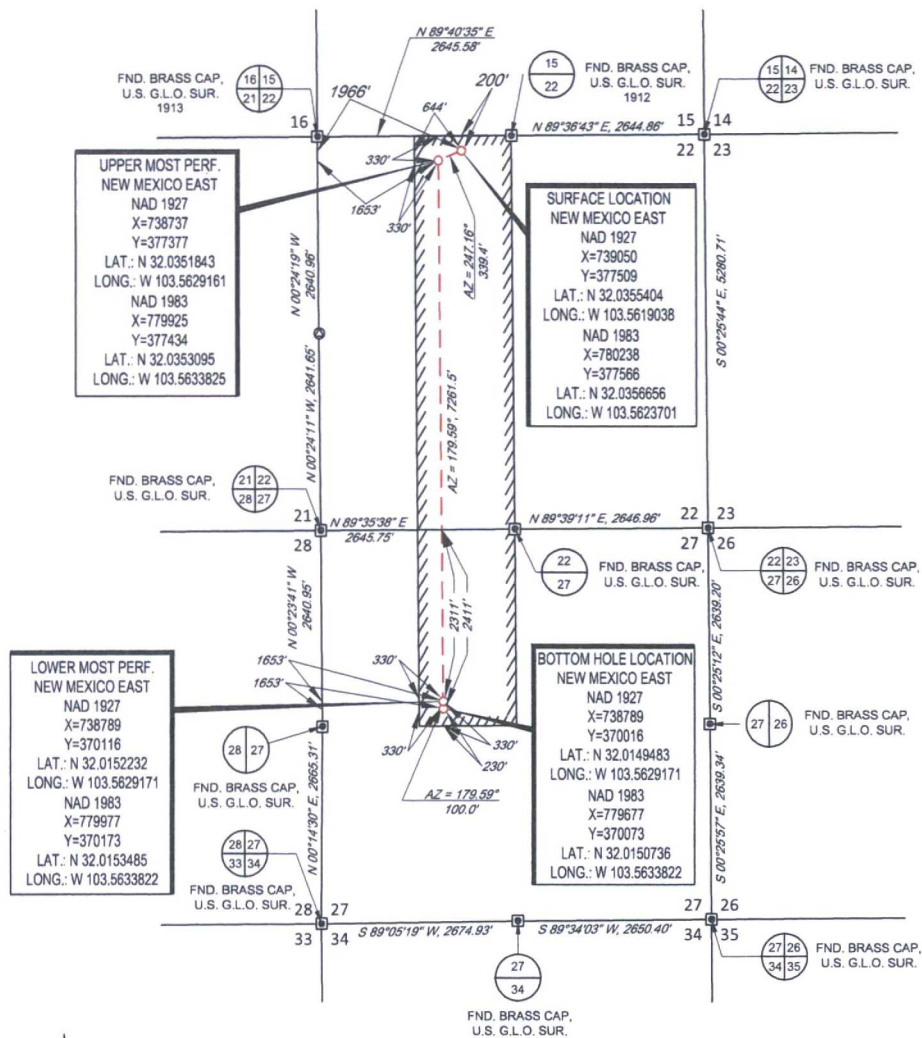 N 89°40'35" E
2645.58'
FND. BRASS CAP,
U.S. G.L.O. SUR.
1913
16 15
21 22
1966'
644'
200'
15
22
FND. BRASS CAP,
U.S. G.L.O. SUR.
1912
15 14
22 23
FND. BRASS CAP,
U.S. G.L.O. SUR.
16
N 89°36'43" E, 2644.86'
15 14
22 23
330'
1653'
330'
AZ = 247.16°
339.4'
UPPER MOST PERF.
NEW MEXICO EAST
NAD 1927
X=738737
Y=377377
LAT.: N 32.0351843
LONG.: W 103.5629161
NAD 1983
X=779925
Y=377434
LAT.: N 32.0353095
LONG.: W 103.5633825
SURFACE LOCATION
NEW MEXICO EAST
NAD 1927
X=739050
Y=377509
LAT.: N 32.0355404
LONG.: W 103.5619038
NAD 1983
X=780238
Y=377566
LAT.: N 32.0356656
LONG.: W 103.5623701
N 00°24'19" W
2640.96'
S 00°25'44" E, 5280.71'
N 00°24'11" W, 2641.65'
AZ = 179.59°, 7261.5'
FND. BRASS CAP,
U.S. G.L.O. SUR.
21 22
28 27
21
28
N 89°35'38" E
2645.75'
N 89°39'11" E, 2646.96'
22 23
27 26
22
27
FND. BRASS CAP,
U.S. G.L.O. SUR.
22 23
27 26
FND. BRASS CAP,
U.S. G.L.O. SUR.
N 00°23'41" W
2640.95'
2311'
2411'
S 00°25'12" E, 2639.20'
LOWER MOST PERF.
NEW MEXICO EAST
NAD 1927
X=738789
Y=370116
LAT.: N 32.0152232
LONG.: W 103.5629171
NAD 1983
X=779977
Y=370173
LAT.: N 32.0153485
LONG.: W 103.5633822
1653'
1653'
330'
330'
330'
230'
AZ = 179.59°
100.0'
BOTTOM HOLE LOCATION
NEW MEXICO EAST
NAD 1927
X=738789
Y=370016
LAT.: N 32.0149483
LONG.: W 103.5629171
NAD 1983
X=779677
Y=370073
LAT.: N 32.0150736
LONG.: W 103.5633822
28 27
FND. BRASS CAP,
U.S. G.L.O. SUR.
27 26
FND. BRASS CAP,
U.S. G.L.O. SUR.
N 00°14'30" E, 2665.31'
S 00°25'57" E, 2639.34'
28 27
33 34
FND. BRASS CAP,
U.S. G.L.O. SUR.
28 27
33 34
S 89°05'19" W, 2674.93'
S 89°34'03" W, 2650.40'
27 26
34 35
27
34
FND. BRASS CAP,
U.S. G.L.O. SUR.
27 26
34 35
FND. BRASS CAP,
U.S. G.L.O. SUR.